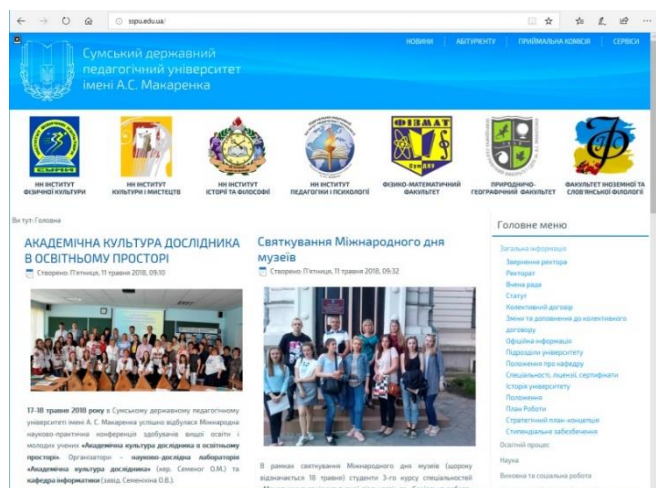 sspu.edu.ua
НОВИНИ
АБІТУРІЄНТУ
ПРИЙМАЛЬНА КОМІСІЯ
СЕРВІСИ
Сумський державний
педагогічний університет
імені А.С. Макаренка
ФІЗМАТ
НН ІНСТИТУТ
ФІЗИЧНОЇ КУЛЬТУРИ
НН ІНСТИТУТ
КУЛЬТУРИ І МИСТЕЦТВ
НН ІНСТИТУТ
ІСТОРІЇ ТА ФІЛОСОФІЇ
НН ІНСТИТУТ
ПЕДАГОГІКИ І ПСИХОЛОГІЇ
ФІЗИКО-МАТЕМАТИЧНИЙ
ФАКУЛЬТЕТ
ПРИРОДНИЧО-
ГЕОГРАФІЧНИЙ ФАКУЛЬТЕТ
ФАКУЛЬТЕТ ІНОЗЕМНОЇ ТА
СЛОВ'ЯНСЬКОЇ ФІЛОЛОГІЇ
Ви тут: Головна
АКАДЕМІЧНА КУЛЬТУРА ДОСЛІДНИКА
В ОСВІТНЬОМУ ПРОСТОРІ
Створено: П'ятниця, 11 травня 2018, 09:10
17-18 травня 2018 року в Сумському державному педагогічному
університеті імені А. С. Макаренка успішно відбулася Міжнародна
науково-практична конференція здобувачів вищої освіти і
молодих учених «Академічна культура дослідника в освітньому
просторі». Організатори – науково-дослідна лабораторія
«Академічна культура дослідника» (кер. Семеног О.М.) та
кафедра інформатики (завід. Семеніхіна О.В.).
Святкування Міжнародного дня
музеїв
Створено: П'ятниця, 11 травня 2018, 09:32
В рамках святкування Міжнародного дня музеїв (щороку
відзначається 18 травня) студенти 3-го курсу спеціальностей
Головне меню
Загальна інформація
Звернення ректора
Ректорат
Вчена рада
Статут
Колективний договір
Зміни та доповнення до колективного
договору
Офіційна інформація
Підрозділи університету
Положення про кафедру
Спеціальності, ліцензії, сертифікати
Історія університету
Положення
План Роботи
Стратегічний план-концепція
Стипендіальне забезпечення
Освітній процес
Наука
Виховна та соціальна робота